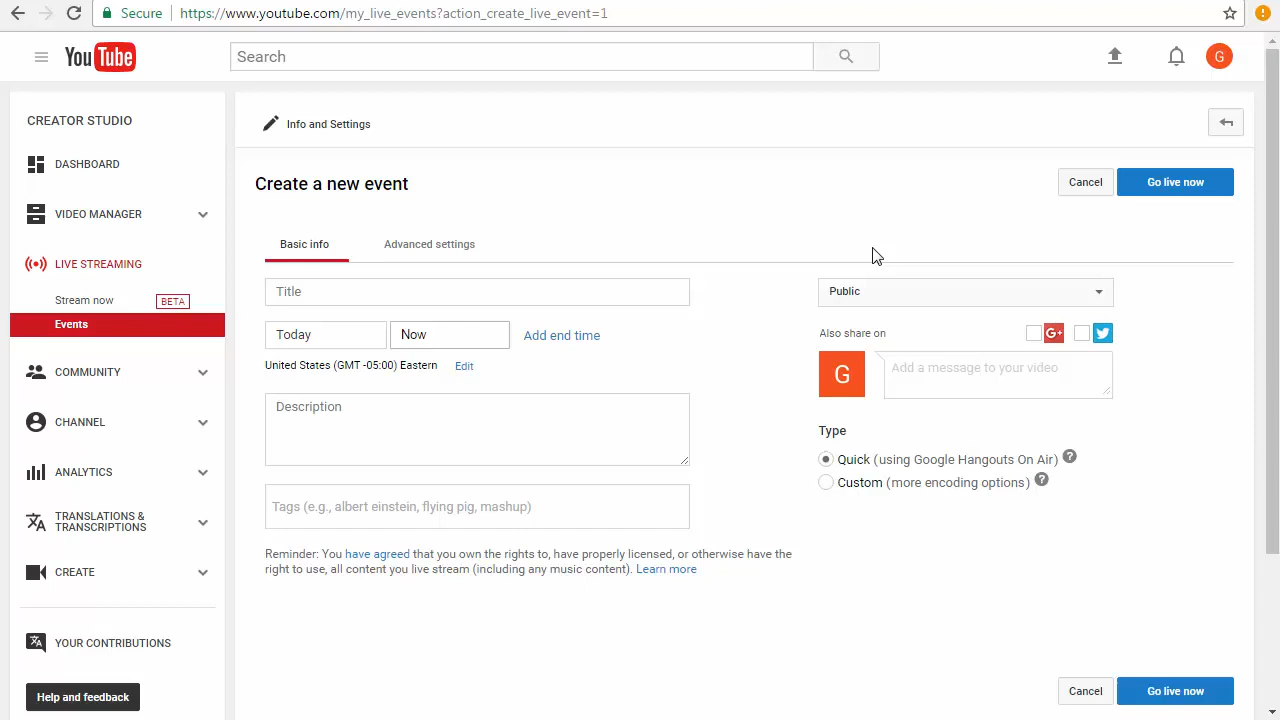 Secure
https://www.youtube.com/my_live_events?action_create_live_event=1
YouTube
Search
G
CREATOR STUDIO
DASHBOARD
VIDEO MANAGER
LIVE STREAMING
Stream now BETA
Events
COMMUNITY
CHANNEL
ANALYTICS
TRANSLATIONS &
TRANSCRIPTIONS
CREATE
YOUR CONTRIBUTIONS
Help and feedback
Info and Settings
Create a new event
Cancel
Go live now
Basic info
Advanced settings
Title
Today
Now
Add end time
United States (GMT -05:00) Eastern
Edit
Description
Tags (e.g., albert einstein, flying pig, mashup)
Reminder: You have agreed that you own the rights to, have properly licensed, or otherwise have the
right to use, all content you live stream (including any music content). Learn more
Public
Also share on
G+
G
Add a message to your video
Type
Quick (using Google Hangouts On Air) ?
Custom (more encoding options) ?
Cancel
Go live now